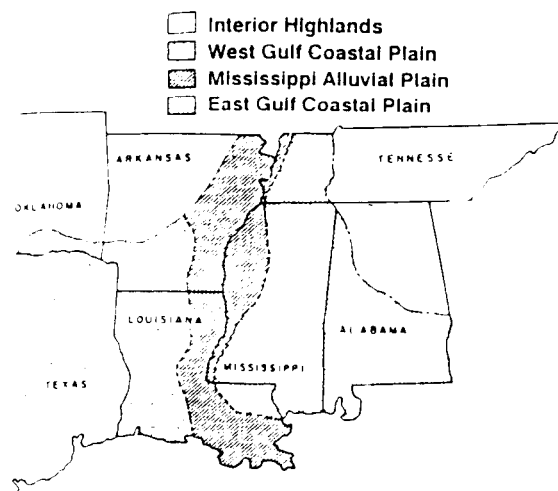 Interior Highlands
West Gulf Coastal Plain
Mississippi Alluvial Plain
East Gulf Coastal Plain
ARKANSAS
TENNESSE
OKLAHOMA
LOUISIANA
ALABAMA
MISSISSIPPI
TEXAS